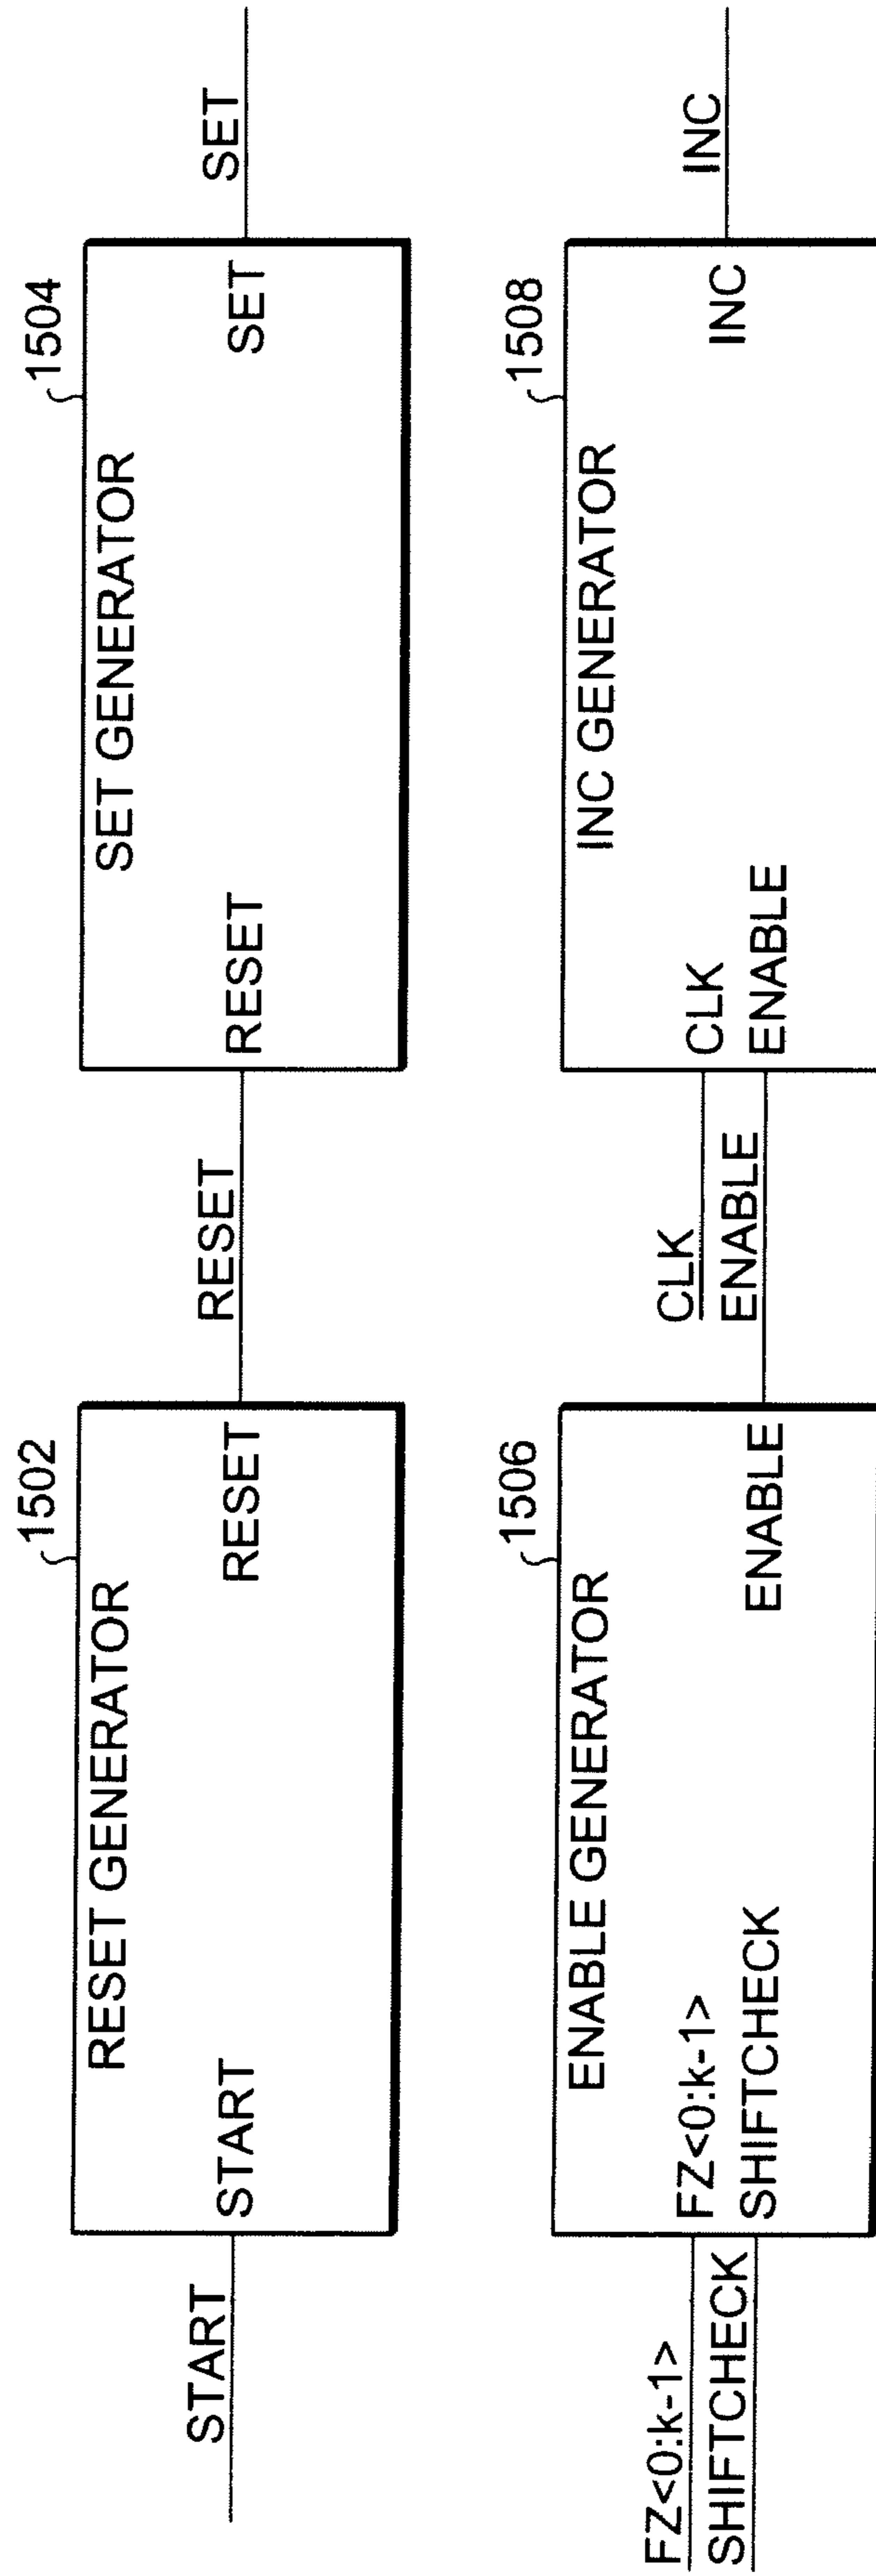 1502
RESET GENERATOR
START
START
RESET
RESET
1504
SET GENERATOR
RESET
SET
SET
1506
ENABLE GENERATOR
FZ<0:k-1>
SHIFTCHECK
FZ<0:k-1>
SHIFTCHECK
ENABLE
CLK
ENABLE
1508
INC GENERATOR
CLK
ENABLE
INC
INC